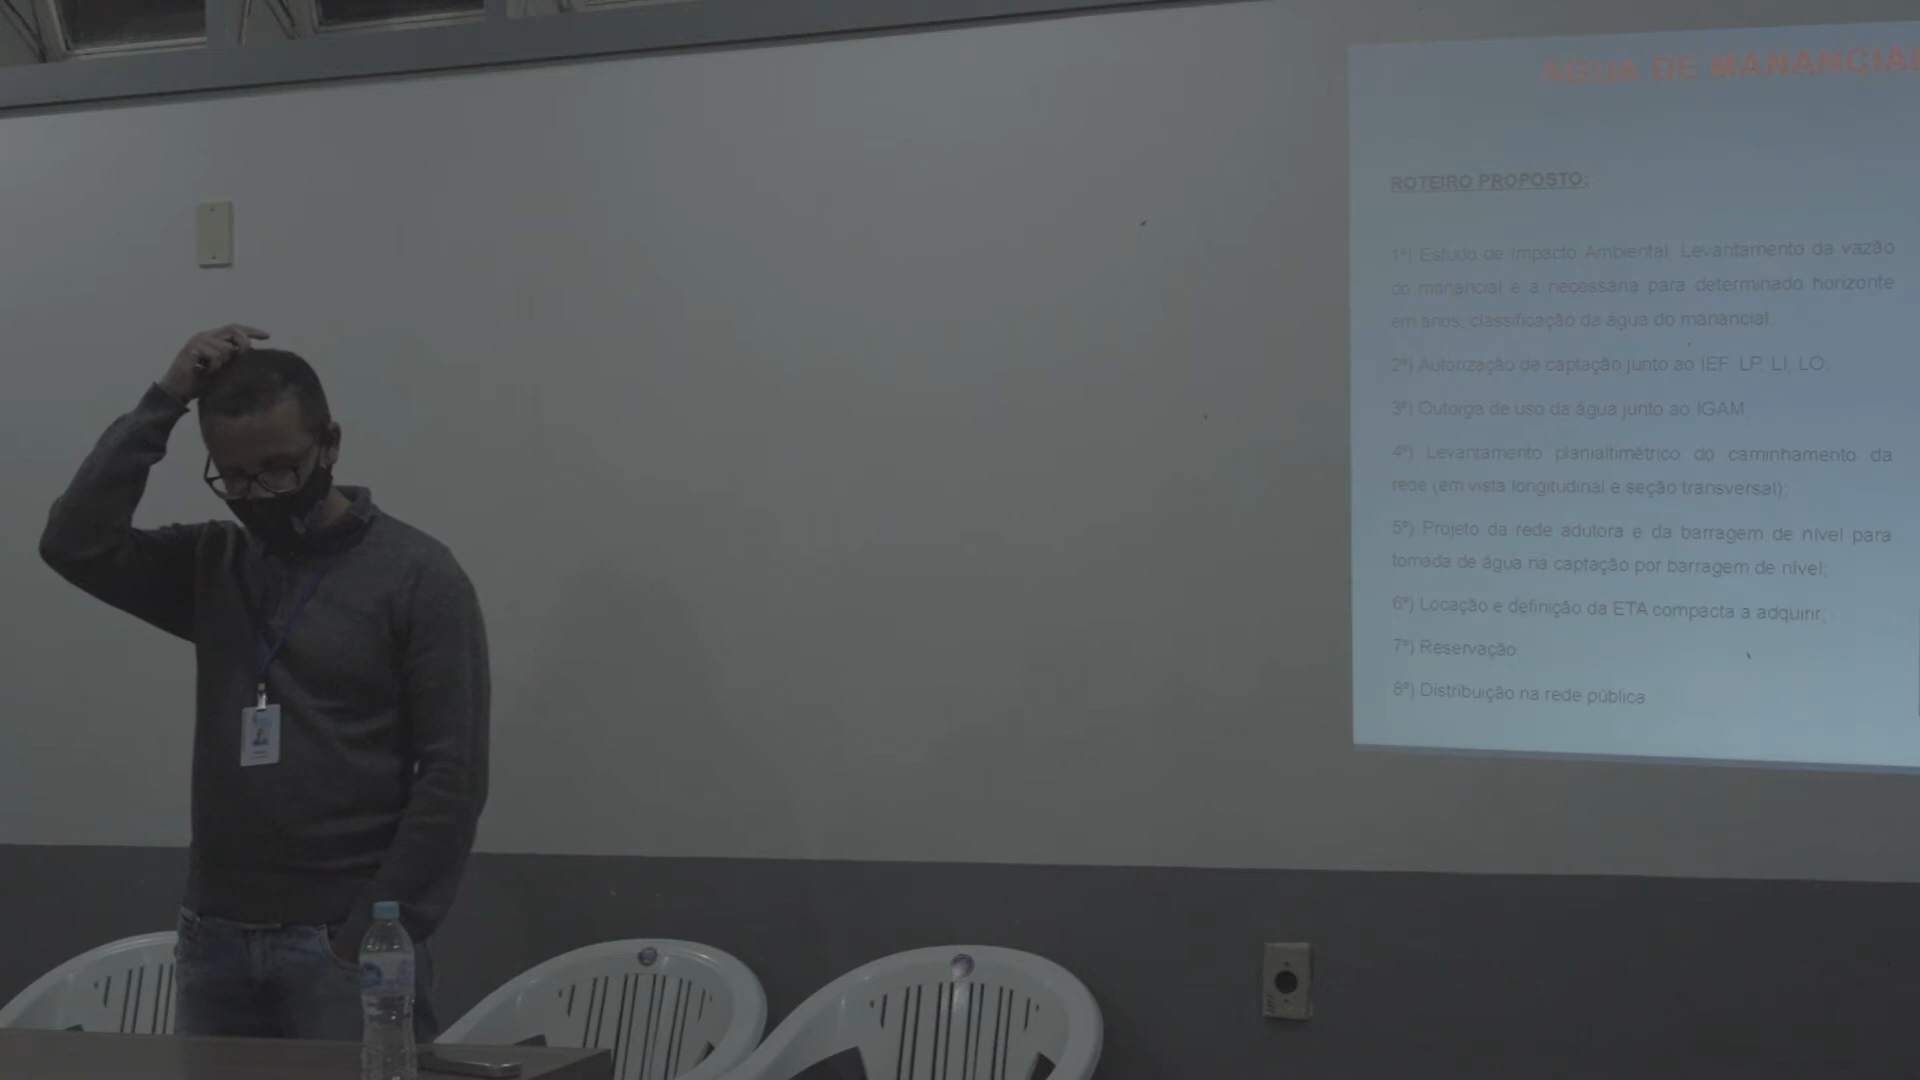 ÁGUA DE MANANCIAL
ROTEIRO PROPOSTO:
1º) Estudo de Impacto Ambiental. Levantamento da vazão
do manancial e a necessária para determinado horizonte
em anos, classificação da água do manancial;
2º) Autorização de captação junto ao IEF, LP, LI, LO;
3º) Outorga de uso da água junto ao IGAM
4º) Levantamento planialtimétrico do caminhamento da
rede (em vista longitudinal e seção transversal);
5º) Projeto da rede adutora e da barragem de nível para
tomada de água na captação por barragem de nível;
6º) Locação e definição da ETA compacta a adquirir;
7º) Reservação
8º) Distribuição na rede pública